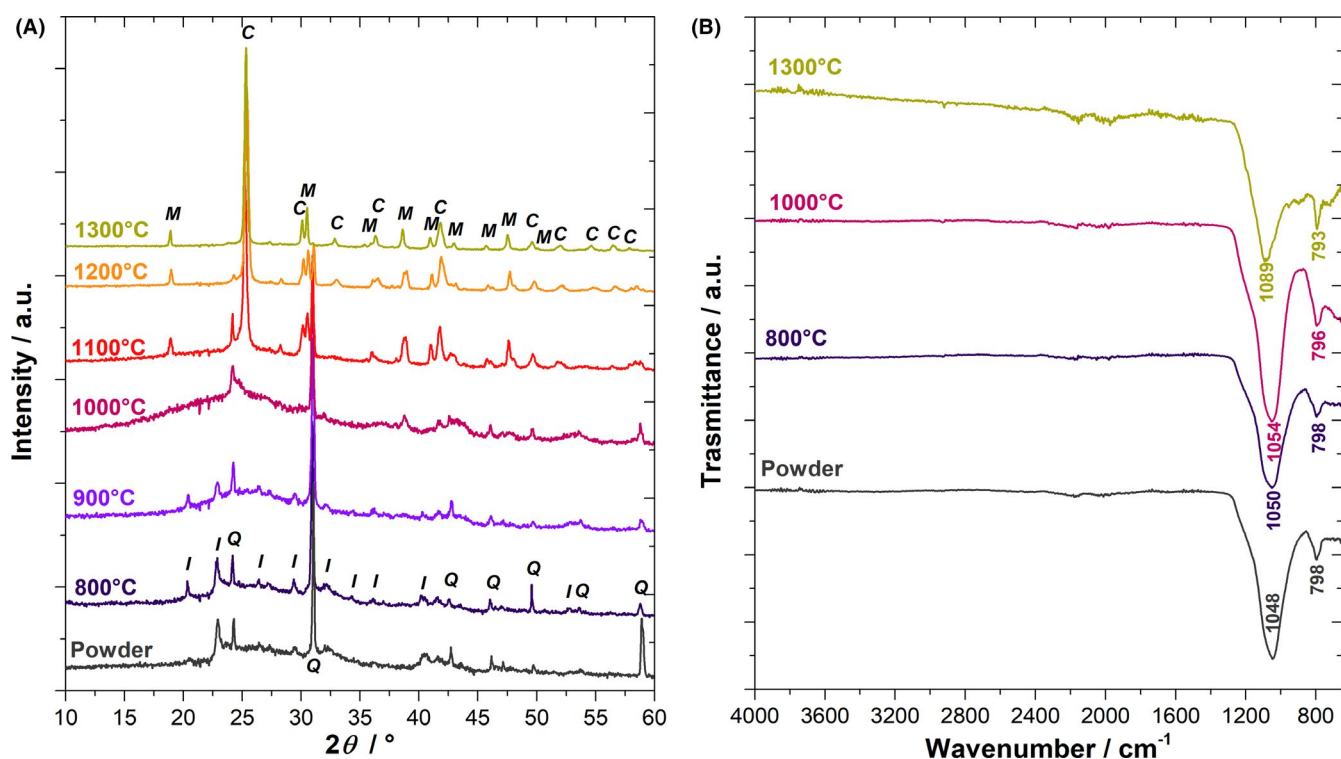 (A)
C
M
C
M
C
M
C
M
M
C
M
M
M
C
M
C
C
C
C
1300°C
1200°C
1100°C
1000°C
900°C
800°C
I
I
Q
I
I
I
I
I
I
Q
Q
Q
I
Q
Powder
Q
Intensity / a.u.
10 15 20 25 30 35 40 45 50 55 60
2θ / °
(B)
1300°C
1089
793
1000°C
1054
796
800°C
1050
798
Powder
1048
798
Trasmittance / a.u.
4000 3600 3200 2800 2400 2000 1600 1200 800
Wavenumber / cm⁻¹